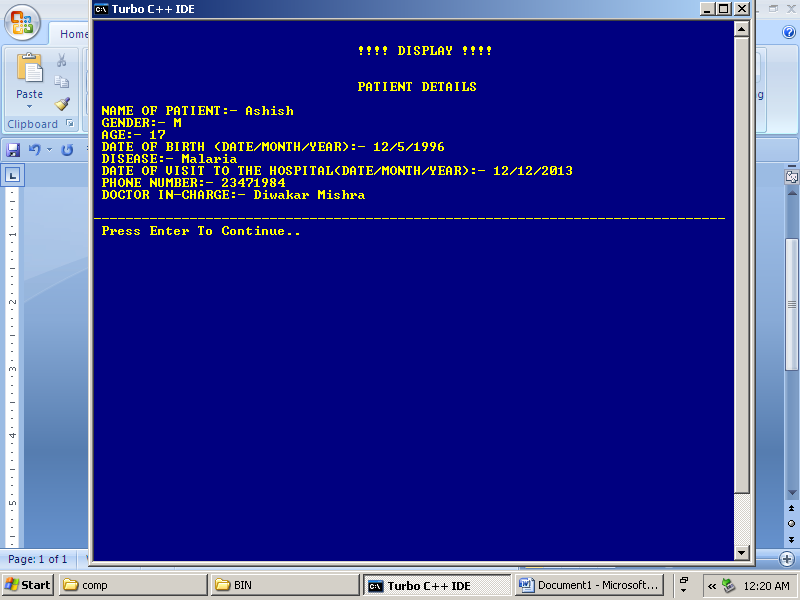 Turbo C++ IDE
Home
Paste
Clipboard
!!!! DISPLAY !!!!
PATIENT DETAILS
NAME OF PATIENT:- Ashish
GENDER:- M
AGE:- 17
DATE OF BIRTH (DATE/MONTH/YEAR):- 12/5/1996
DISEASE:- Malaria
DATE OF VISIT TO THE HOSPITAL(DATE/MONTH/YEAR):- 12/12/2013
PHONE NUMBER:- 23471984
DOCTOR IN-CHARGE:- Diwakar Mishra
Press Enter To Continue..
Page: 1 of 1
Start
comp
BIN
Turbo C++ IDE
Document1 - Microsoft...
12:20 AM